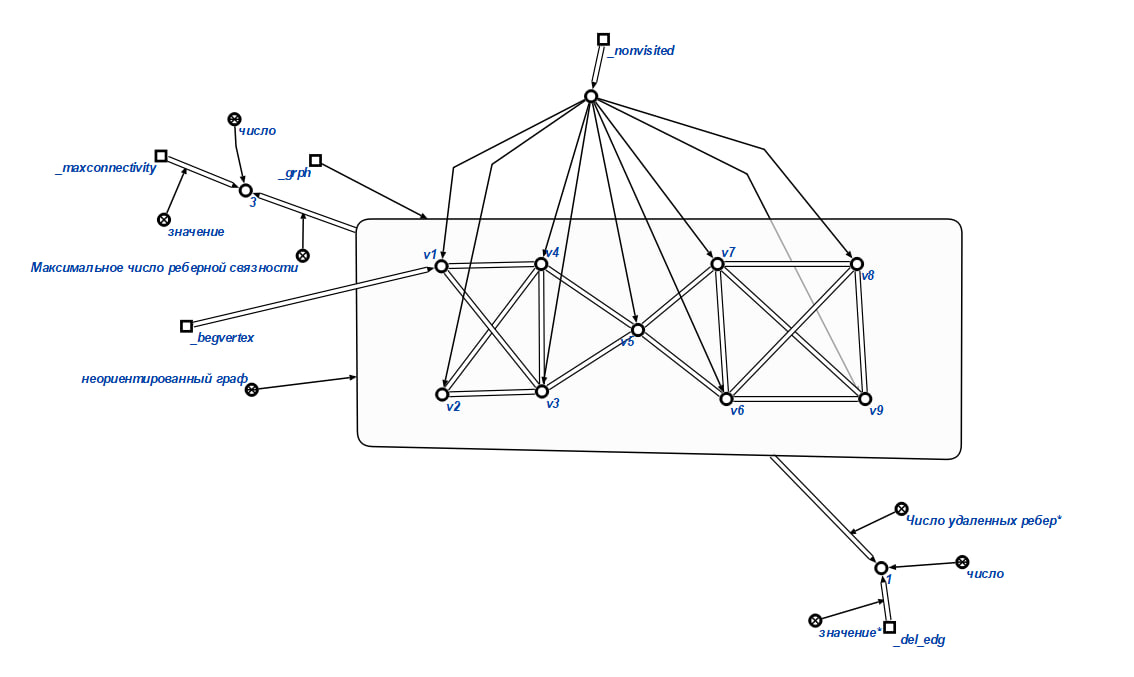 _nonvisited
число
_maxconnectivity
_grph
3
значение
Максимальное число реберной связности
v1
v4
v7
v8
_begvertex
v5
неориентированный граф
v2
v3
v6
v9
Число удаленных ребер*
число
1
значение*
_del_edg